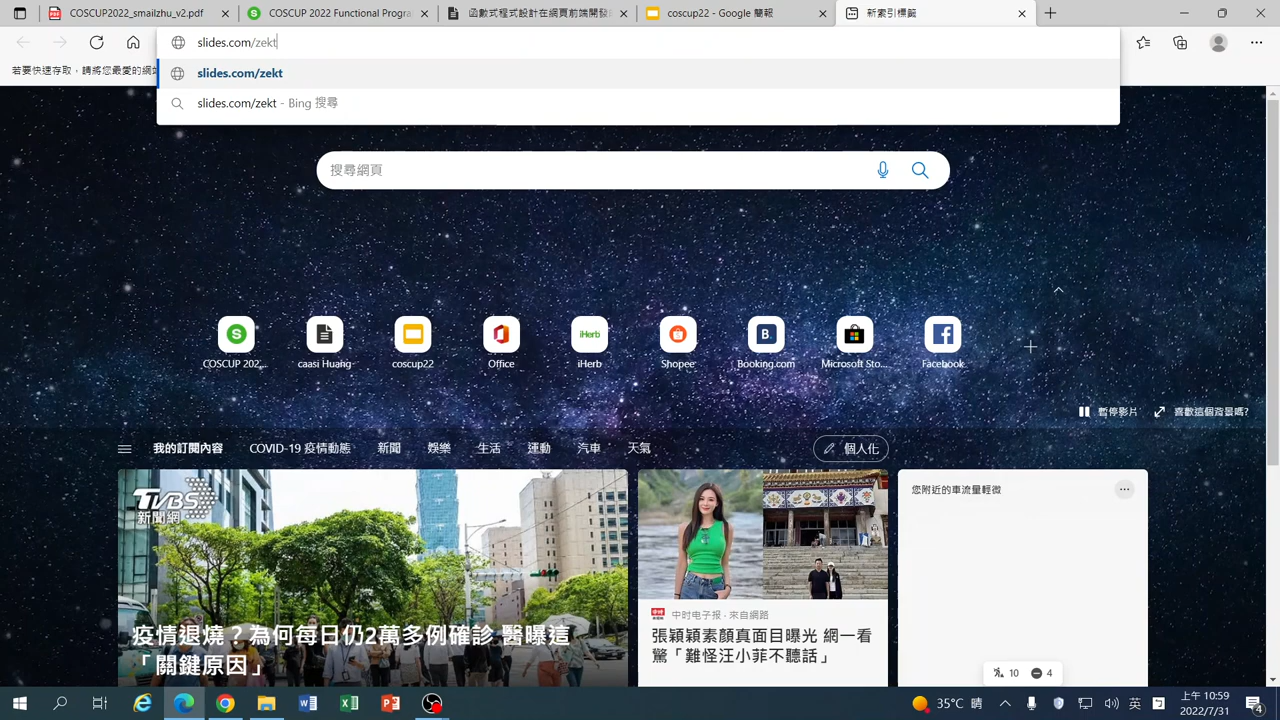 COSCUP2022_smalzhu_v2.pdf
COSCUP 2022 Functional Progra
函數式程式設計在網頁前端開發
coscup22 - Google 簡報
新索引標籤
slides.com/zekt
若要快速存取，請將您最愛的網
slides.com/zekt
slides.com/zekt - Bing 搜尋
搜尋網頁
iHerb
B.
COSCUP 202...
caasi Huang
coscup22
Office
iHerb
Shopee
Booking.com
Microsoft Sto...
Facebook
暫停影片
喜歡這個背景嗎?
我的訂閱內容
COVID-19 疫情動態
新聞
娛樂
生活
運動
汽車
天氣
個人化
TVBS
新聞網
疫情退燒？為何每日仍2萬多例確診 醫曝這
「關鍵原因」
中时电子报 · 來自網路
張穎穎素顏真面目曝光 網一看
驚「難怪汪小菲不聽話」
您附近的車流量輕微
10
4
35°C 晴
英
上午 10:59
2022/7/31
4